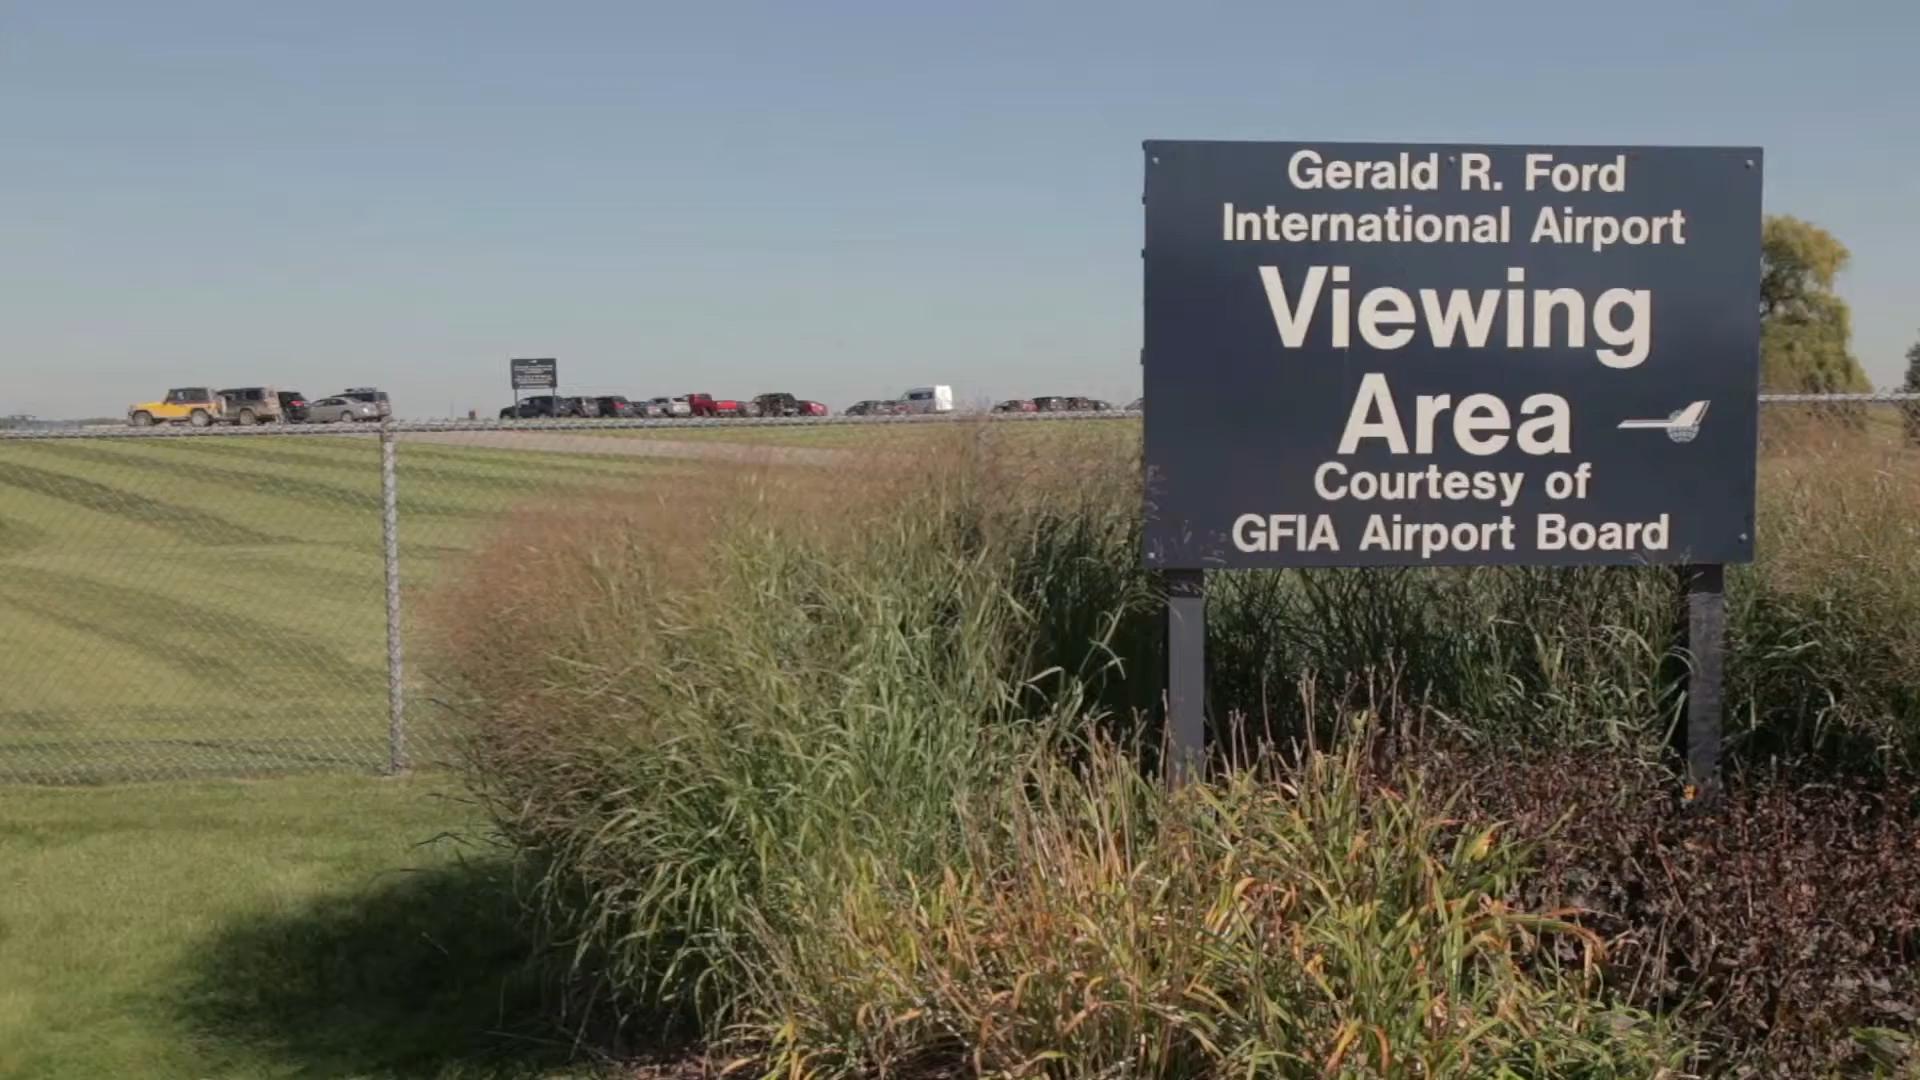 Gerald R. Ford
International Airport
Viewing
Area
Courtesy of
GFIA Airport Board